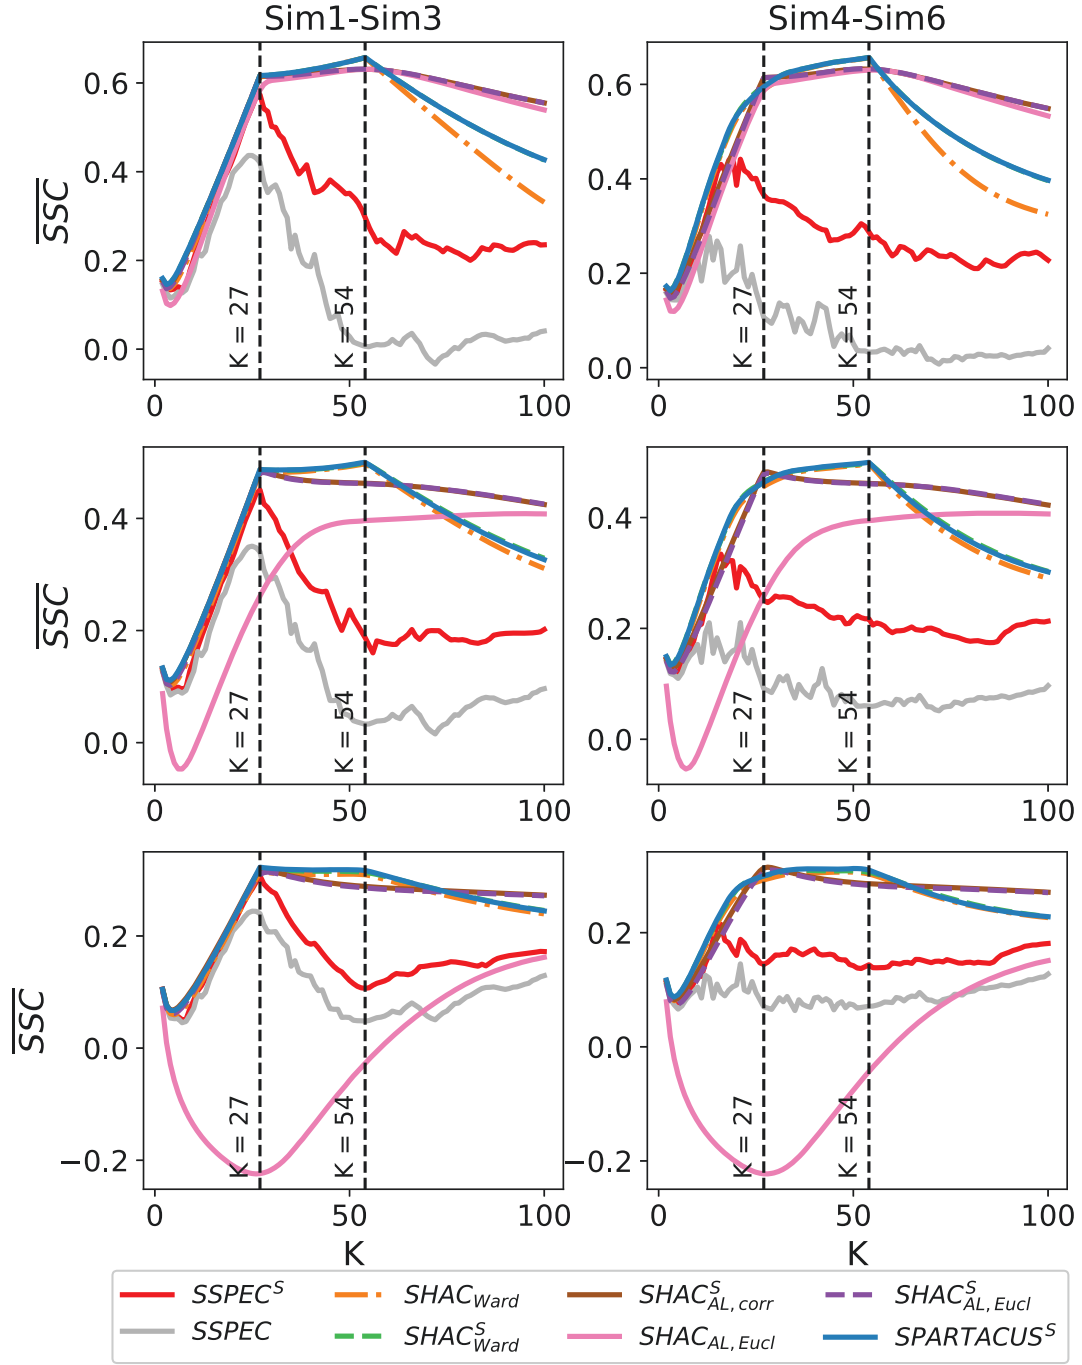 Sim1-Sim3 Sim4-Sim6
0.6 0.6
0.4 0.4
0.2 0.2
0.0 0.0
SSC
K = 27 K = 54 K = 27 K = 54
0 50 100 0 50 100
0.4 0.4
0.2 0.2
0.0 0.0
SSC
K = 27 K = 54 K = 27 K = 54
0 50 100 0 50 100
0.2 0.2
0.0 0.0
−0.2 −0.2
SSC
K = 27 K = 54 K = 27 K = 54
0 50 100 0 50 100
K K
SSPEC^S SHAC_Ward SHAC^S_AL, corr SHAC^S_AL, Eucl
SSPEC SHAC^S_Ward SHAC_AL, Eucl SPARTACUS^S